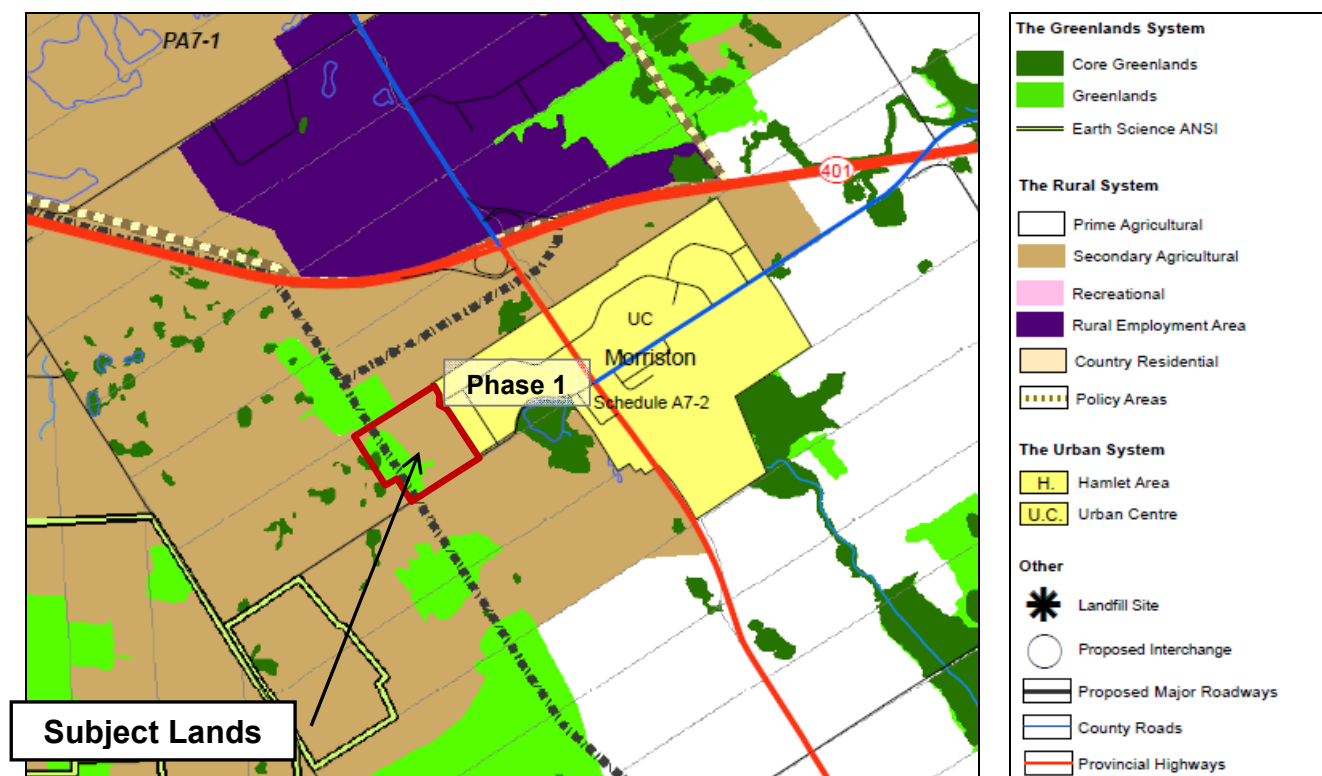 PA7-1
401
UC
Morriston
Phase 1
Schedule A7-2
Subject Lands
The Greenlands System
Core Greenlands
Greenlands
Earth Science ANSI
The Rural System
Prime Agricultural
Secondary Agricultural
Recreational
Rural Employment Area
Country Residential
Policy Areas
The Urban System
H. Hamlet Area
U.C. Urban Centre
Other
Landfill Site
Proposed Interchange
Proposed Major Roadways
County Roads
Provincial Highways